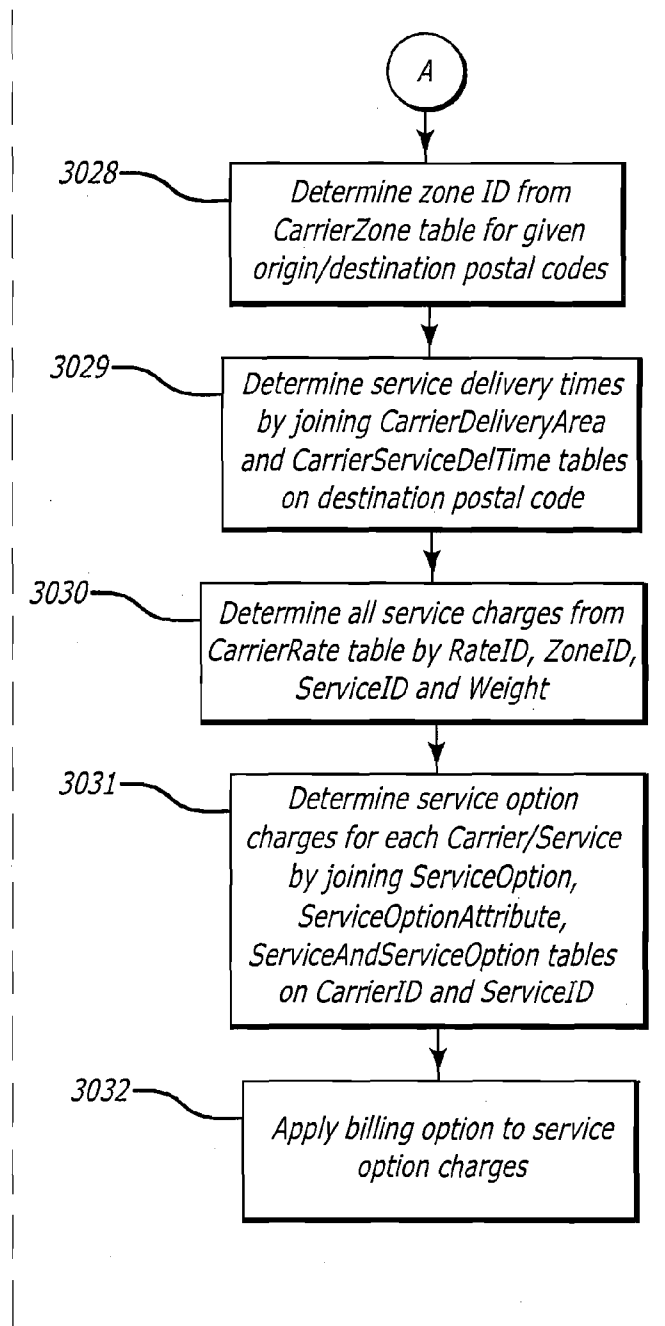 A
3028
Determine zone ID from
CarrierZone table for given
origin/destination postal codes
3029
Determine service delivery times
by joining CarrierDeliveryArea
and CarrierServiceDelTime tables
on destination postal code
3030
Determine all service charges from
CarrierRate table by RateID, ZoneID,
ServiceID and Weight
3031
Determine service option
charges for each Carrier/Service
by joining ServiceOption,
ServiceOptionAttribute,
ServiceAndServiceOption tables
on CarrierID and ServiceID
3032
Apply billing option to service
option charges